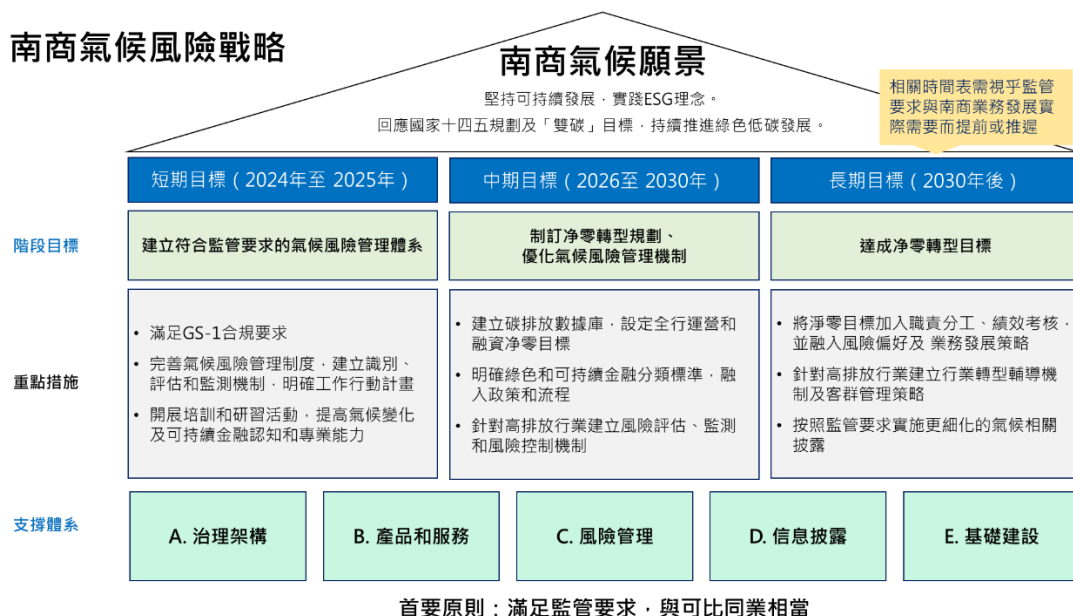 南商氣候風險戰略
南商氣候願景
堅持可持續發展，實踐ESG理念。
回應國家十四五規劃及「雙碳」目標，持續推進綠色低碳發展。
相關時間表需視乎監管
要求與南商業務發展實
際需要而提前或推遲
短期目標（2024年至 2025年）
中期目標（2026至 2030年）
長期目標（2030年後）
階段目標
建立符合監管要求的氣候風險管理體系
制訂净零轉型規劃、
優化氣候風險管理機制
達成净零轉型目標
重點措施
• 滿足GS-1合規要求
• 完善氣候風險管理制度，建立識別、
評估和監測機制，明確工作行動計畫
• 開展培訓和研習活動，提高氣候變化
及可持續金融認知和專業能力
• 建立碳排放數據庫，設定全行運營和
融資净零目標
• 明確綠色和可持續金融分類標準，融
入政策和流程
• 針對高排放行業建立風險評估、監測
和風險控制機制
• 將淨零目標加入職責分工、績效考核，
並融入風險偏好及 業務發展策略
• 針對高排放行業建立行業轉型輔導機
制及客群管理策略
• 按照監管要求實施更細化的氣候相關
披露
支撐體系
A. 治理架構
B. 產品和服務
C. 風險管理
D. 信息披露
E. 基礎建設
首要原則：滿足監管要求，與可比同業相當